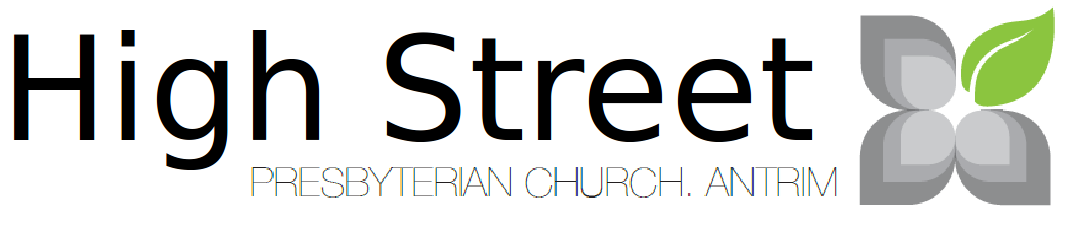 High Street
PRESBYTERIAN CHURCH. ANTRIM